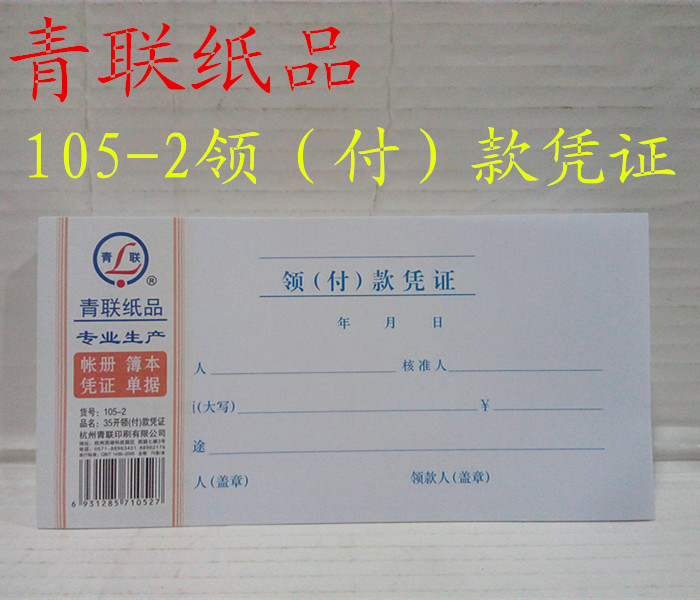 青联纸品
105-2领（付）款凭证
青 联
®
青联纸品
专业生产
帐册 簿本
凭证 单据
货号：105-2
品名：35开领(付)款凭证
杭州青联印刷有限公司
6 931285 710527
领（付）款凭证
年 月 日
人 核准人
(大写) ¥
途
人(盖章) 领款人(盖章)